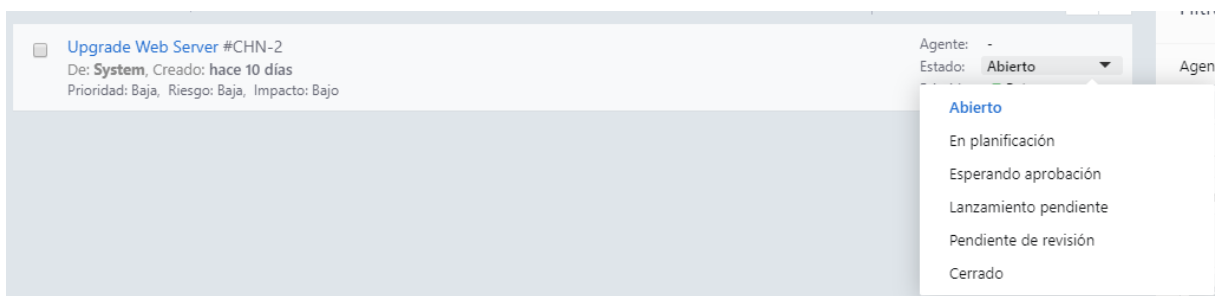 Upgrade Web Server #CHN-2
De: System, Creado: hace 10 días
Prioridad: Baja, Riesgo: Baja, Impacto: Bajo
Agente: -
Estado: Abierto
Abierto
En planificación
Esperando aprobación
Lanzamiento pendiente
Pendiente de revisión
Cerrado
Agen